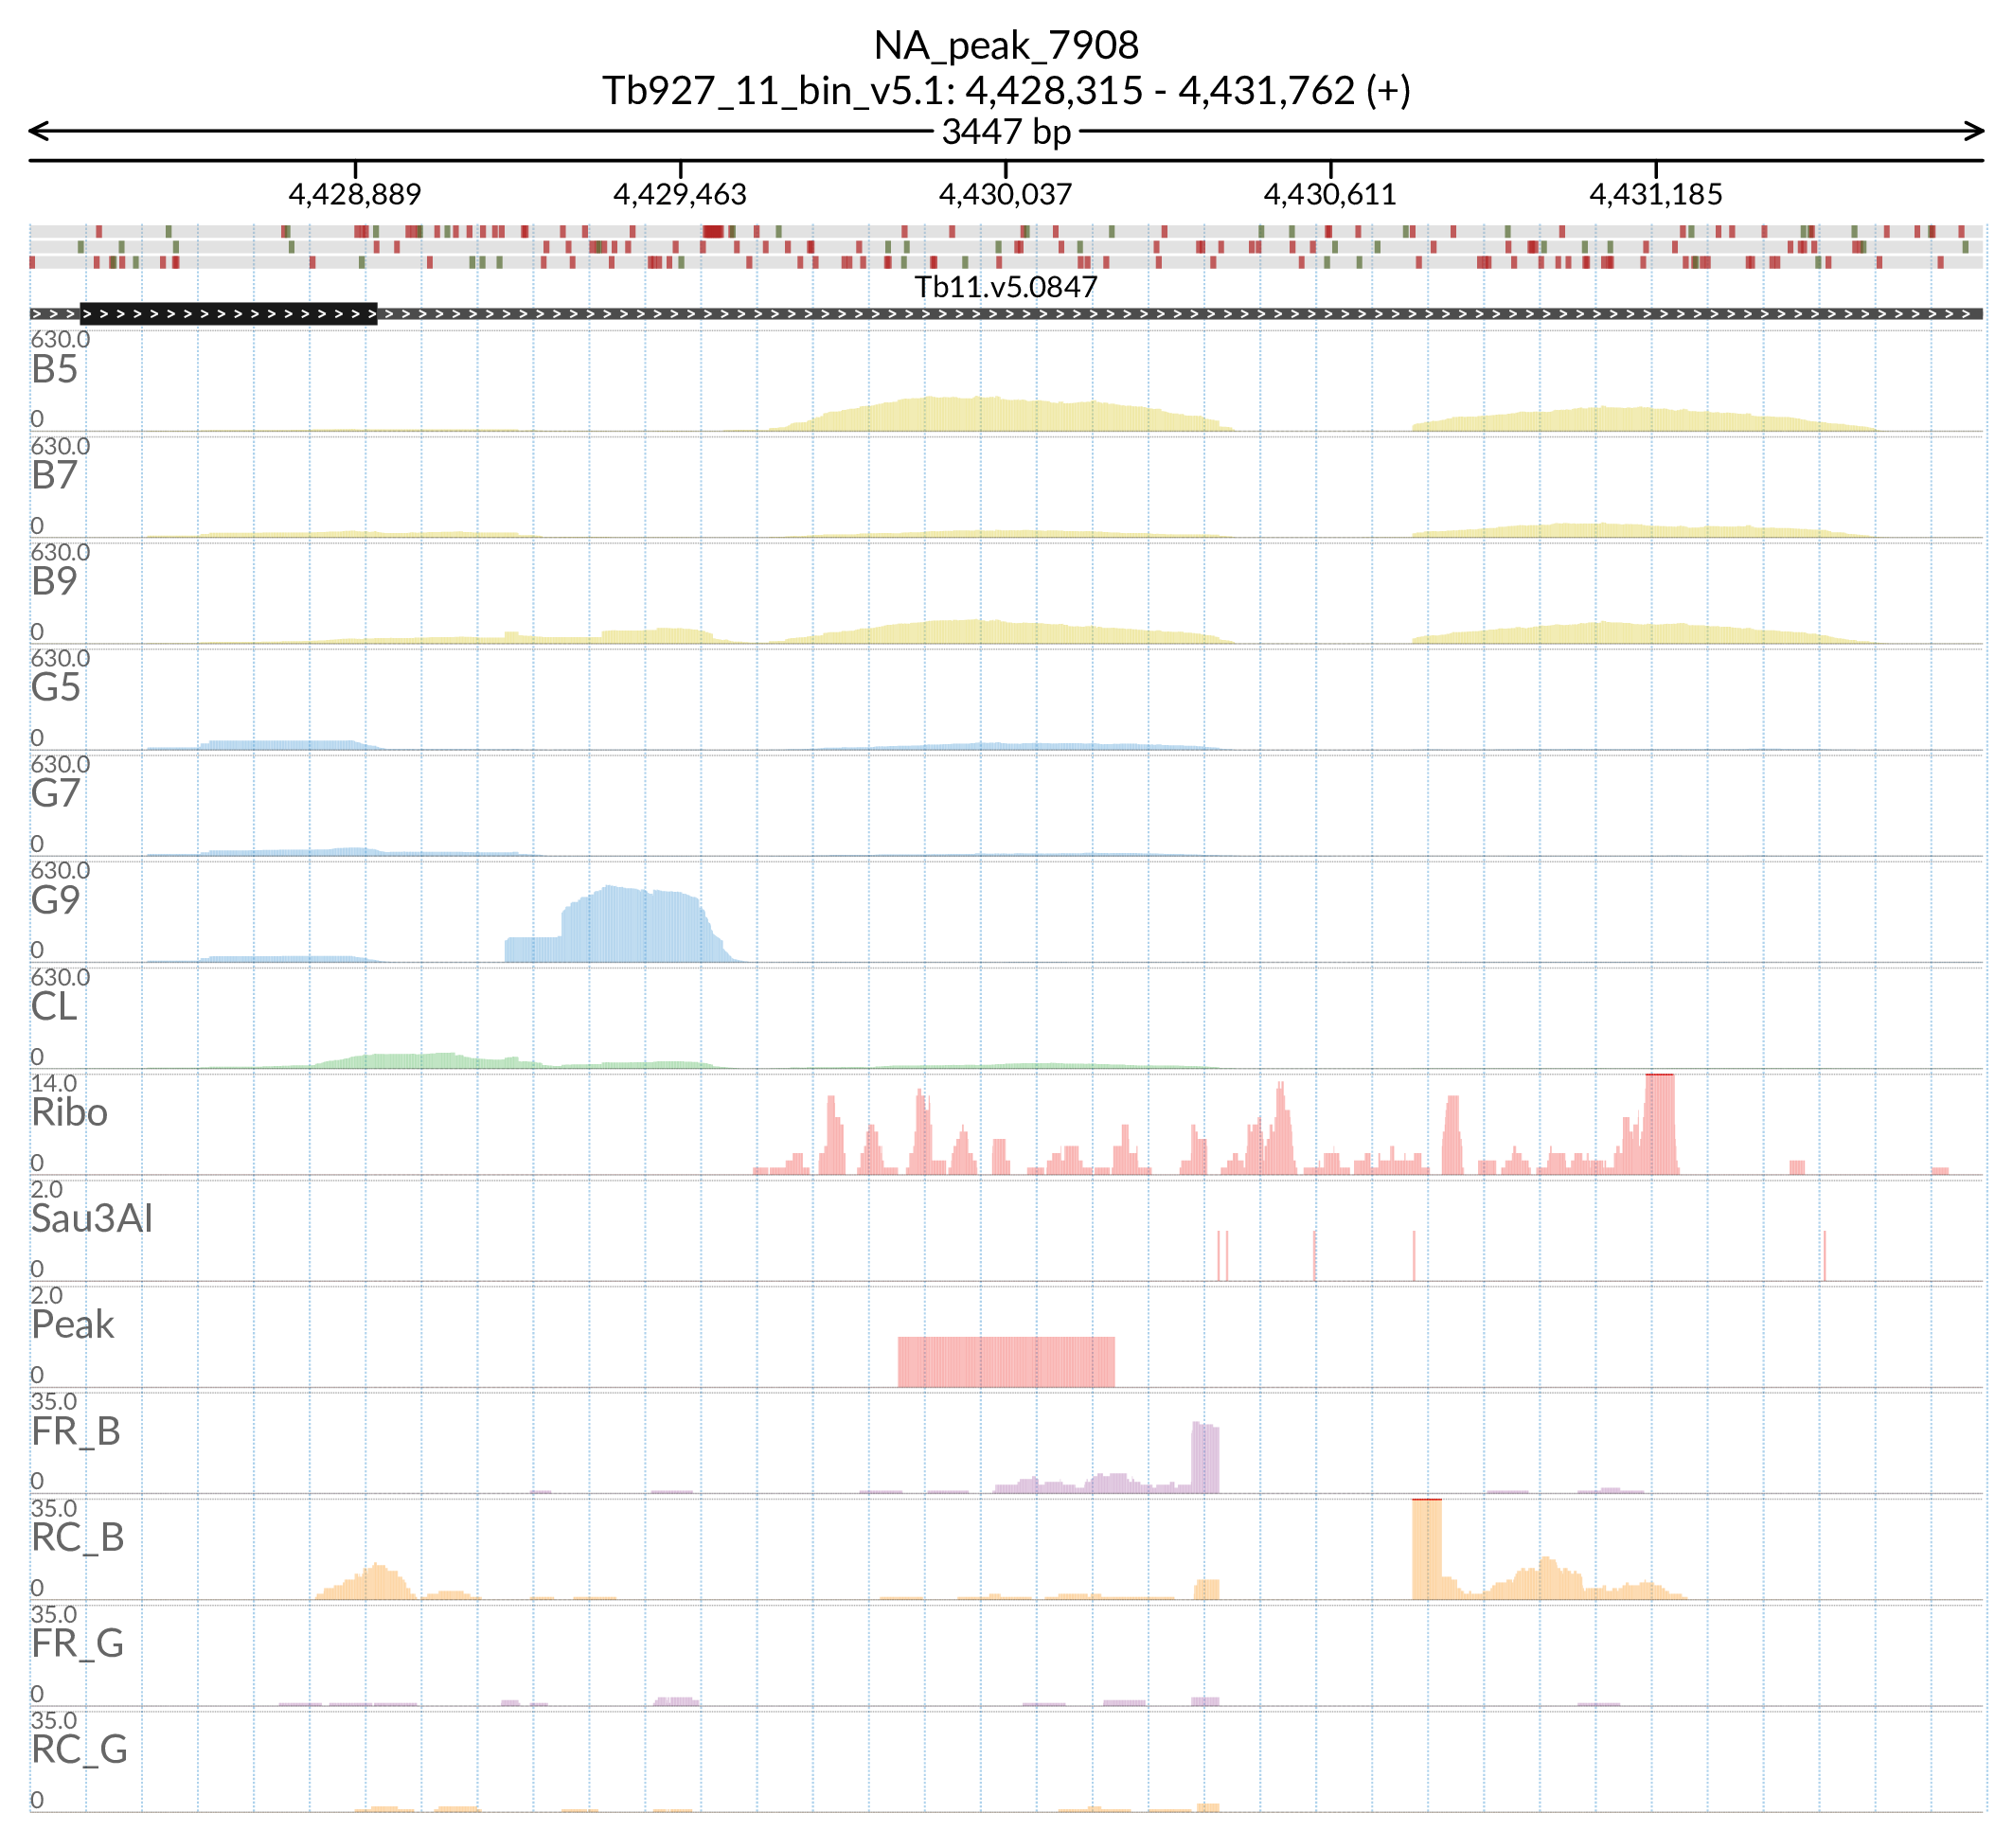 NA_peak_7908
Tb927_11_bin_v5.1: 4,428,315 - 4,431,762 (+)
3447 bp
4,428,889 4,429,463 4,430,037 4,430,611 4,431,185
Tb11.v5.0847
630.0
B5
0
630.0
B7
0
630.0
B9
0
630.0
G5
0
630.0
G7
0
630.0
G9
0
630.0
CL
0
14.0
Ribo
0
2.0
Sau3AI
0
2.0
Peak
0
35.0
FR_B
0
35.0
RC_B
0
35.0
FR_G
0
35.0
RC_G
0